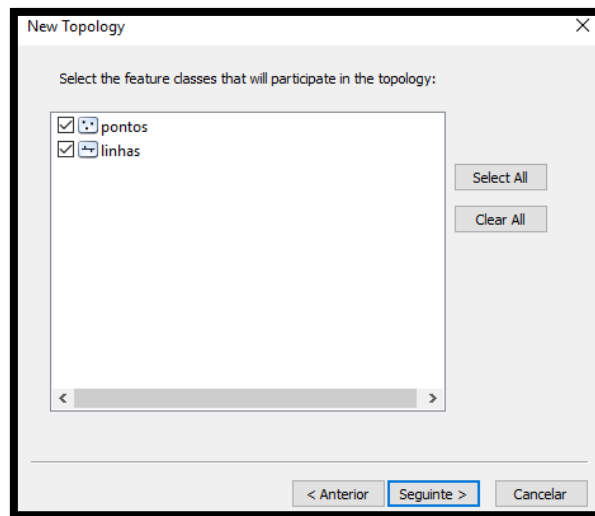 New Topology
Select the feature classes that will participate in the topology:
pontos
linhas
Select All
Clear All
< Anterior
Seguinte >
Cancelar